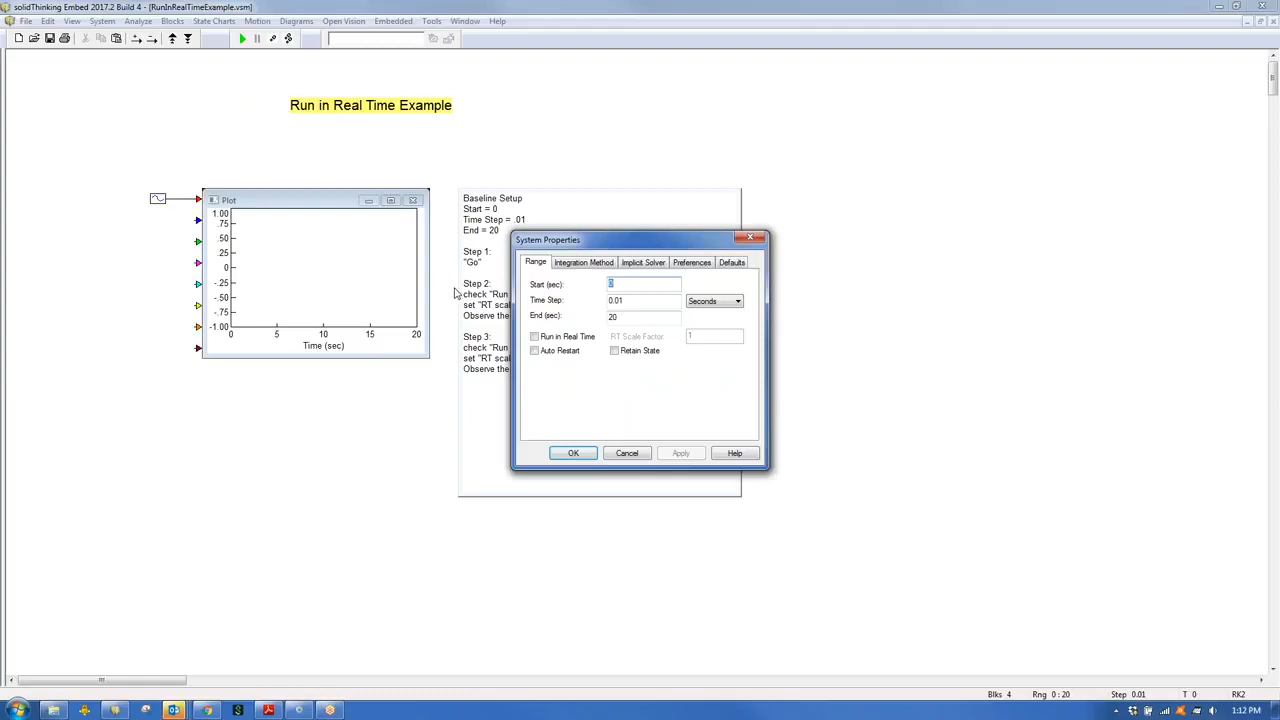 solidThinking Embed 2017.2 Build 4 - [RunInRealTimeExample.vsm]
File Edit View System Analyze Blocks State Charts Motion Diagrams Open Vision Embedded Tools Window Help
Run in Real Time Example
Plot
1.00
.75
.50
.25
0
-.25
-.50
-.75
-1.00
0 5 10 15 20
Time (sec)
Baseline Setup
Start = 0
Time Step = .01
End = 20
Step 1:
"Go"
Step 2:
check "Run
set "RT scal
Observe the
Step 3:
check "Run
set "RT scal
Observe the
System Properties
Range Integration Method Implicit Solver Preferences Defaults
Start (sec): 0
Time Step: 0.01 Seconds
End (sec): 20
Run in Real Time RT Scale Factor: 1
Auto Restart Retain State
OK Cancel Apply Help
Blks 4 Rng 0 : 20 Step 0.01 T 0 RK2
1:12 PM